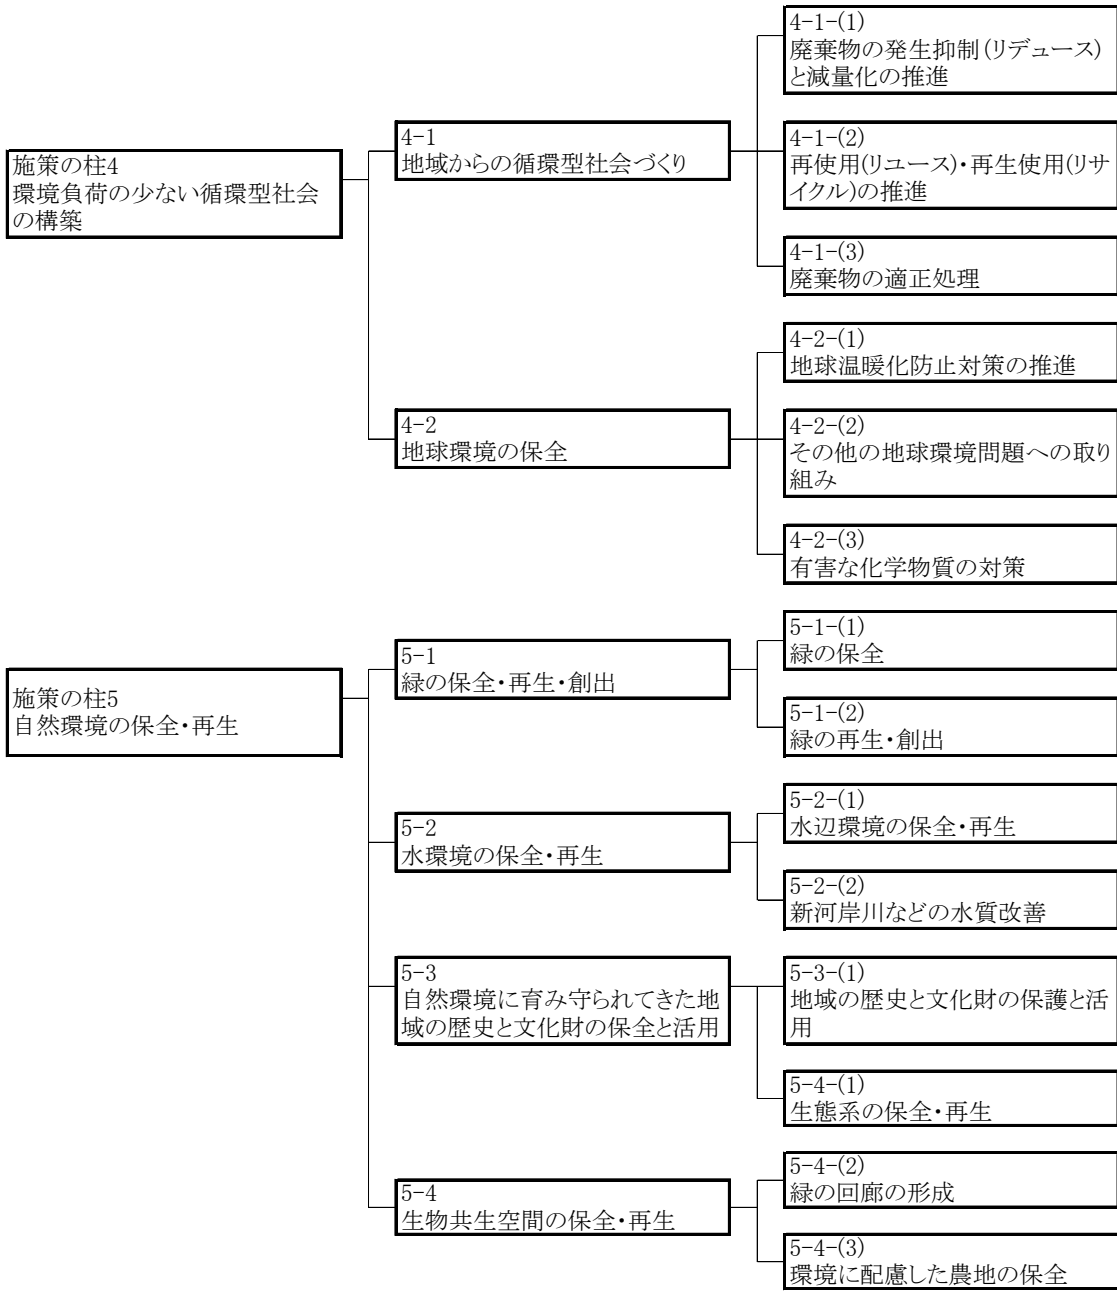 施策の柱4
環境負荷の少ない循環型社会
の構築
4-1
地域からの循環型社会づくり
4-1-(1)
廃棄物の発生抑制(リデュース)
と減量化の推進
4-1-(2)
再使用(リユース)・再生使用(リサ
イクル)の推進
4-1-(3)
廃棄物の適正処理
4-2
地球環境の保全
4-2-(1)
地球温暖化防止対策の推進
4-2-(2)
その他の地球環境問題への取り
組み
4-2-(3)
有害な化学物質の対策
施策の柱5
自然環境の保全・再生
5-1
緑の保全・再生・創出
5-1-(1)
緑の保全
5-1-(2)
緑の再生・創出
5-2
水環境の保全・再生
5-2-(1)
水辺環境の保全・再生
5-2-(2)
新河岸川などの水質改善
5-3
自然環境に育み守られてきた地
域の歴史と文化財の保全と活用
5-3-(1)
地域の歴史と文化財の保護と活
用
5-4-(1)
生態系の保全・再生
5-4
生物共生空間の保全・再生
5-4-(2)
緑の回廊の形成
5-4-(3)
環境に配慮した農地の保全